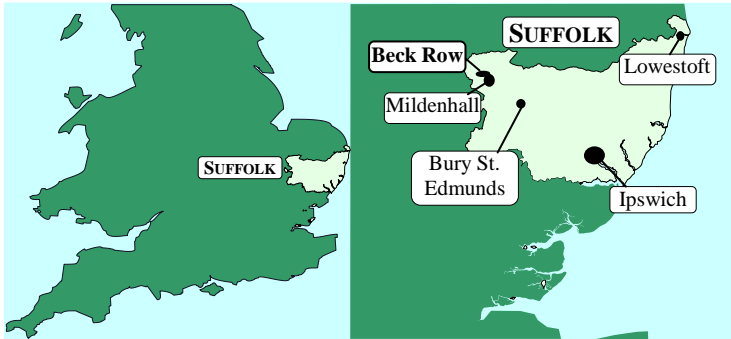 SUFFOLK
SUFFOLK
Beck Row
Lowestoft
Mildenhall
Bury St.
Edmunds
Ipswich